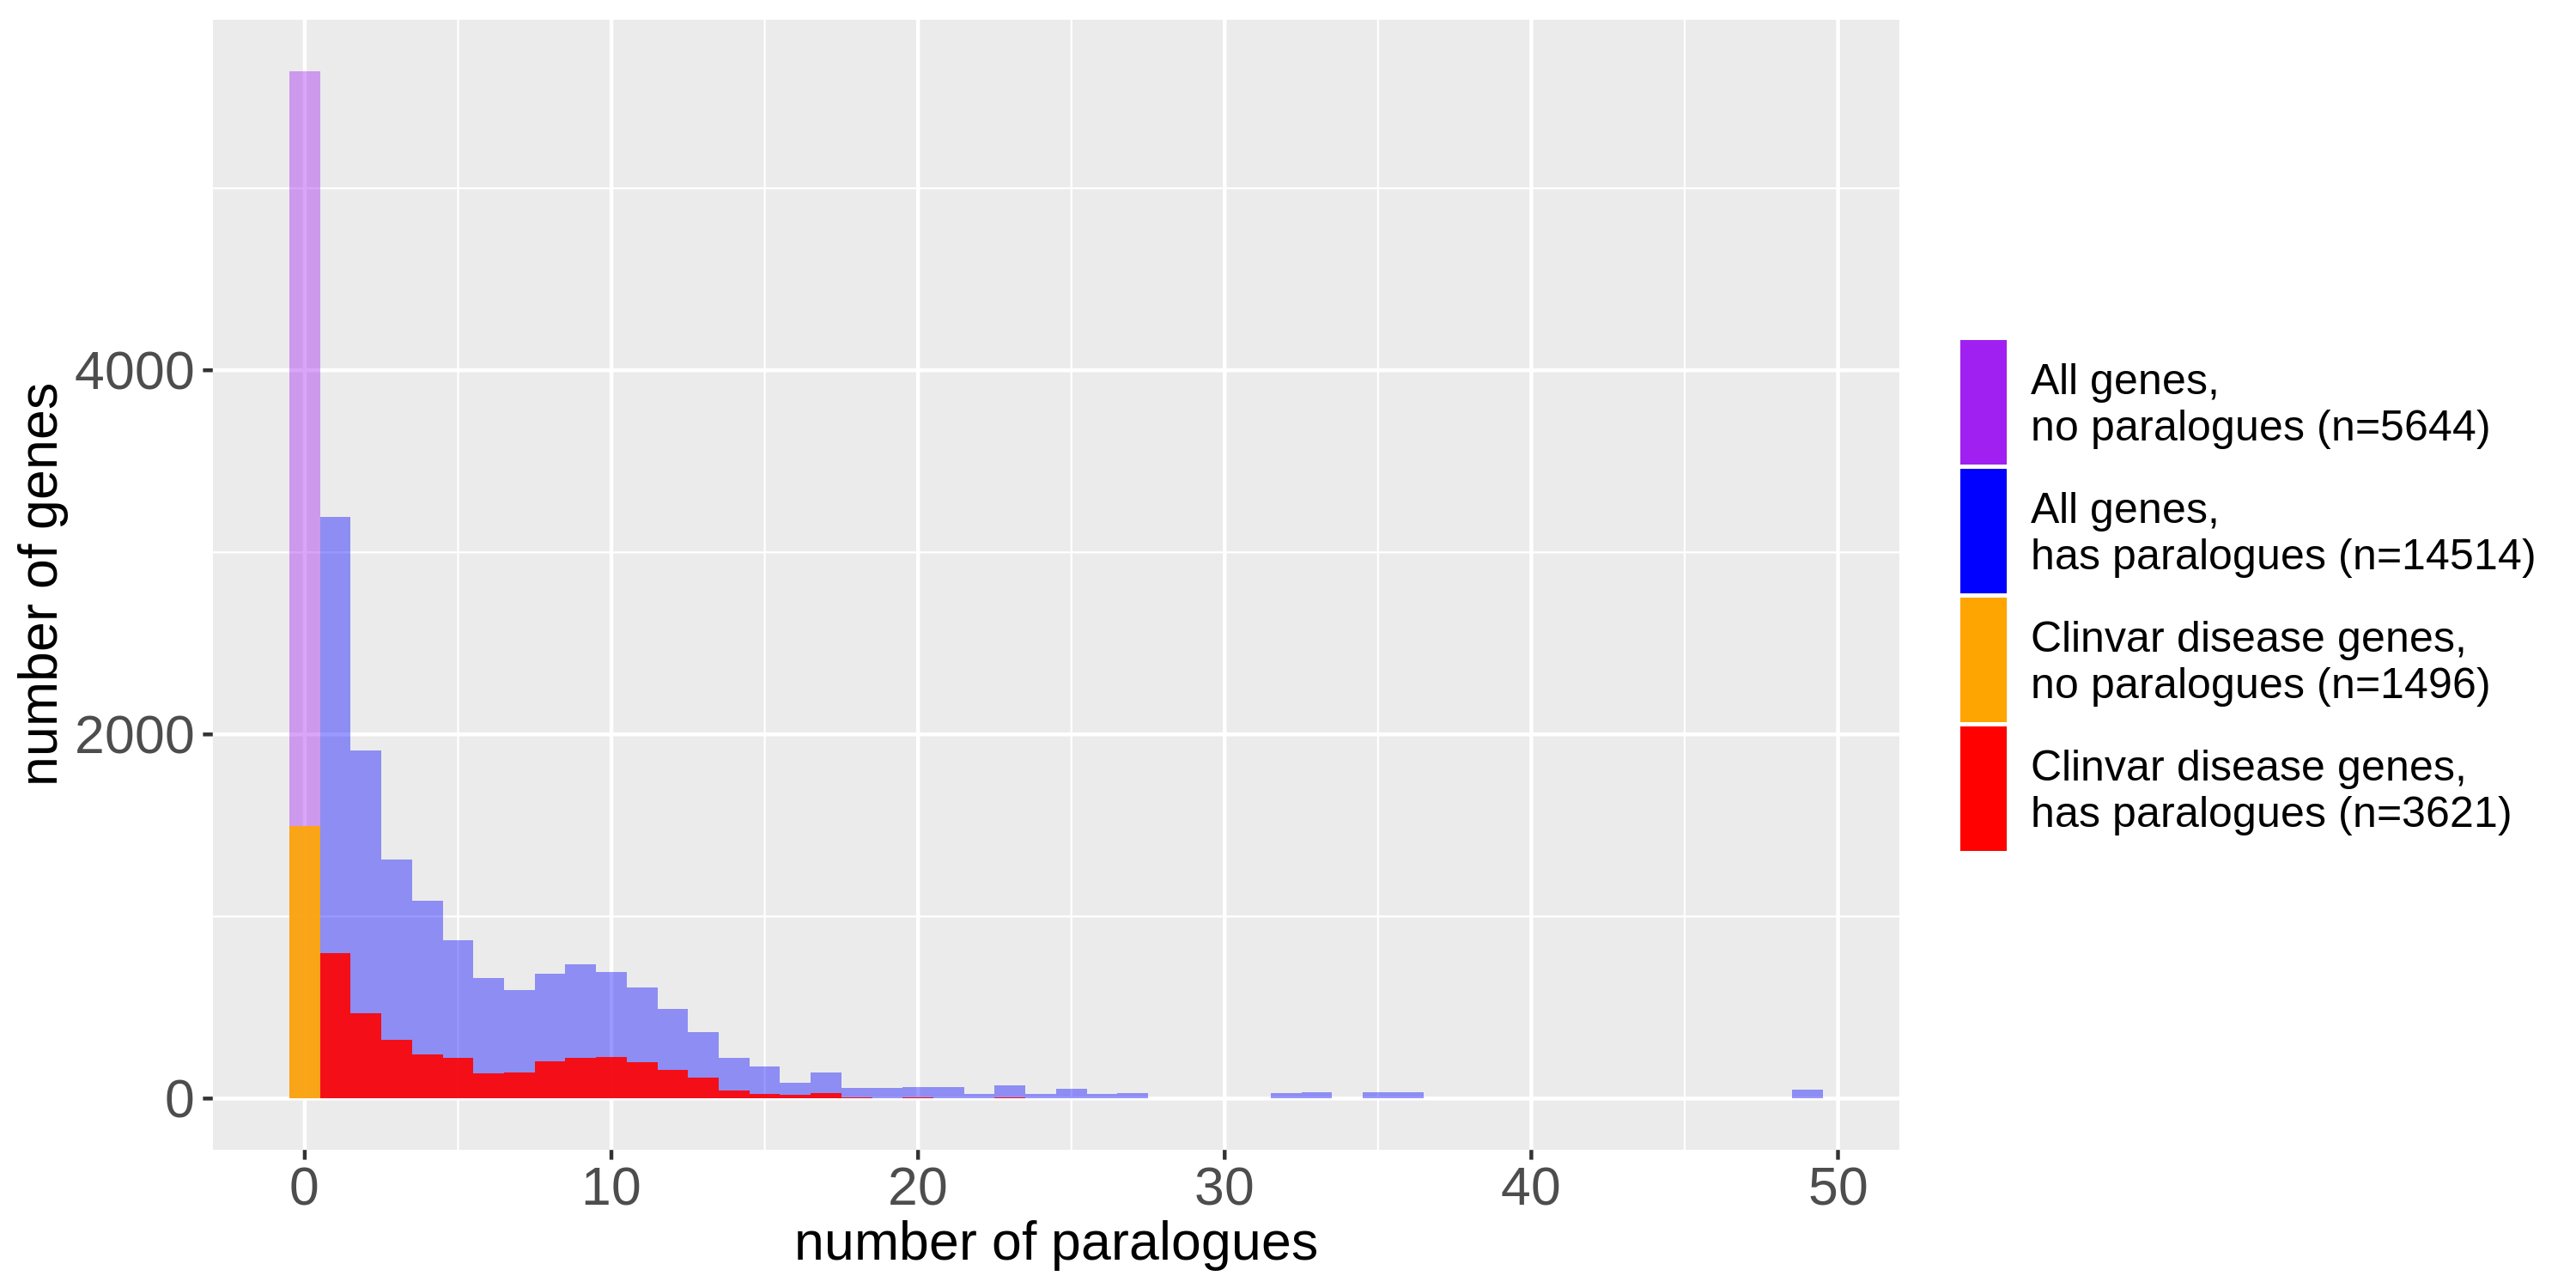 number of genes
4000
2000
0
0
10
20
30
40
50
number of paralogues
All genes,
no paralogues (n=5644)
All genes,
has paralogues (n=14514)
Clinvar disease genes,
no paralogues (n=1496)
Clinvar disease genes,
has paralogues (n=3621)